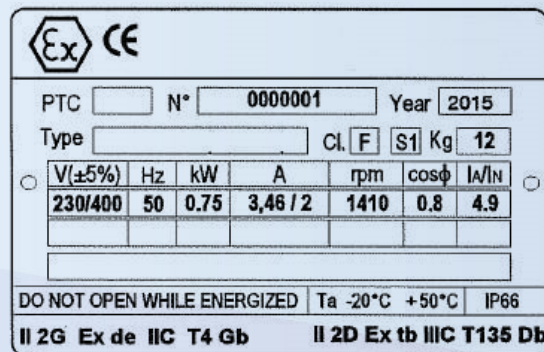 Ex CE
PTC N° 0000001 Year 2015
Type Cl. F S1 Kg 12
V(±5%) Hz kW A rpm cosϕ IA/IN
230/400 50 0.75 3,46 / 2 1410 0.8 4.9
DO NOT OPEN WHILE ENERGIZED Ta -20°C +50°C IP66
II 2G Ex de IIC T4 Gb II 2D Ex tb IIIC T135 Db